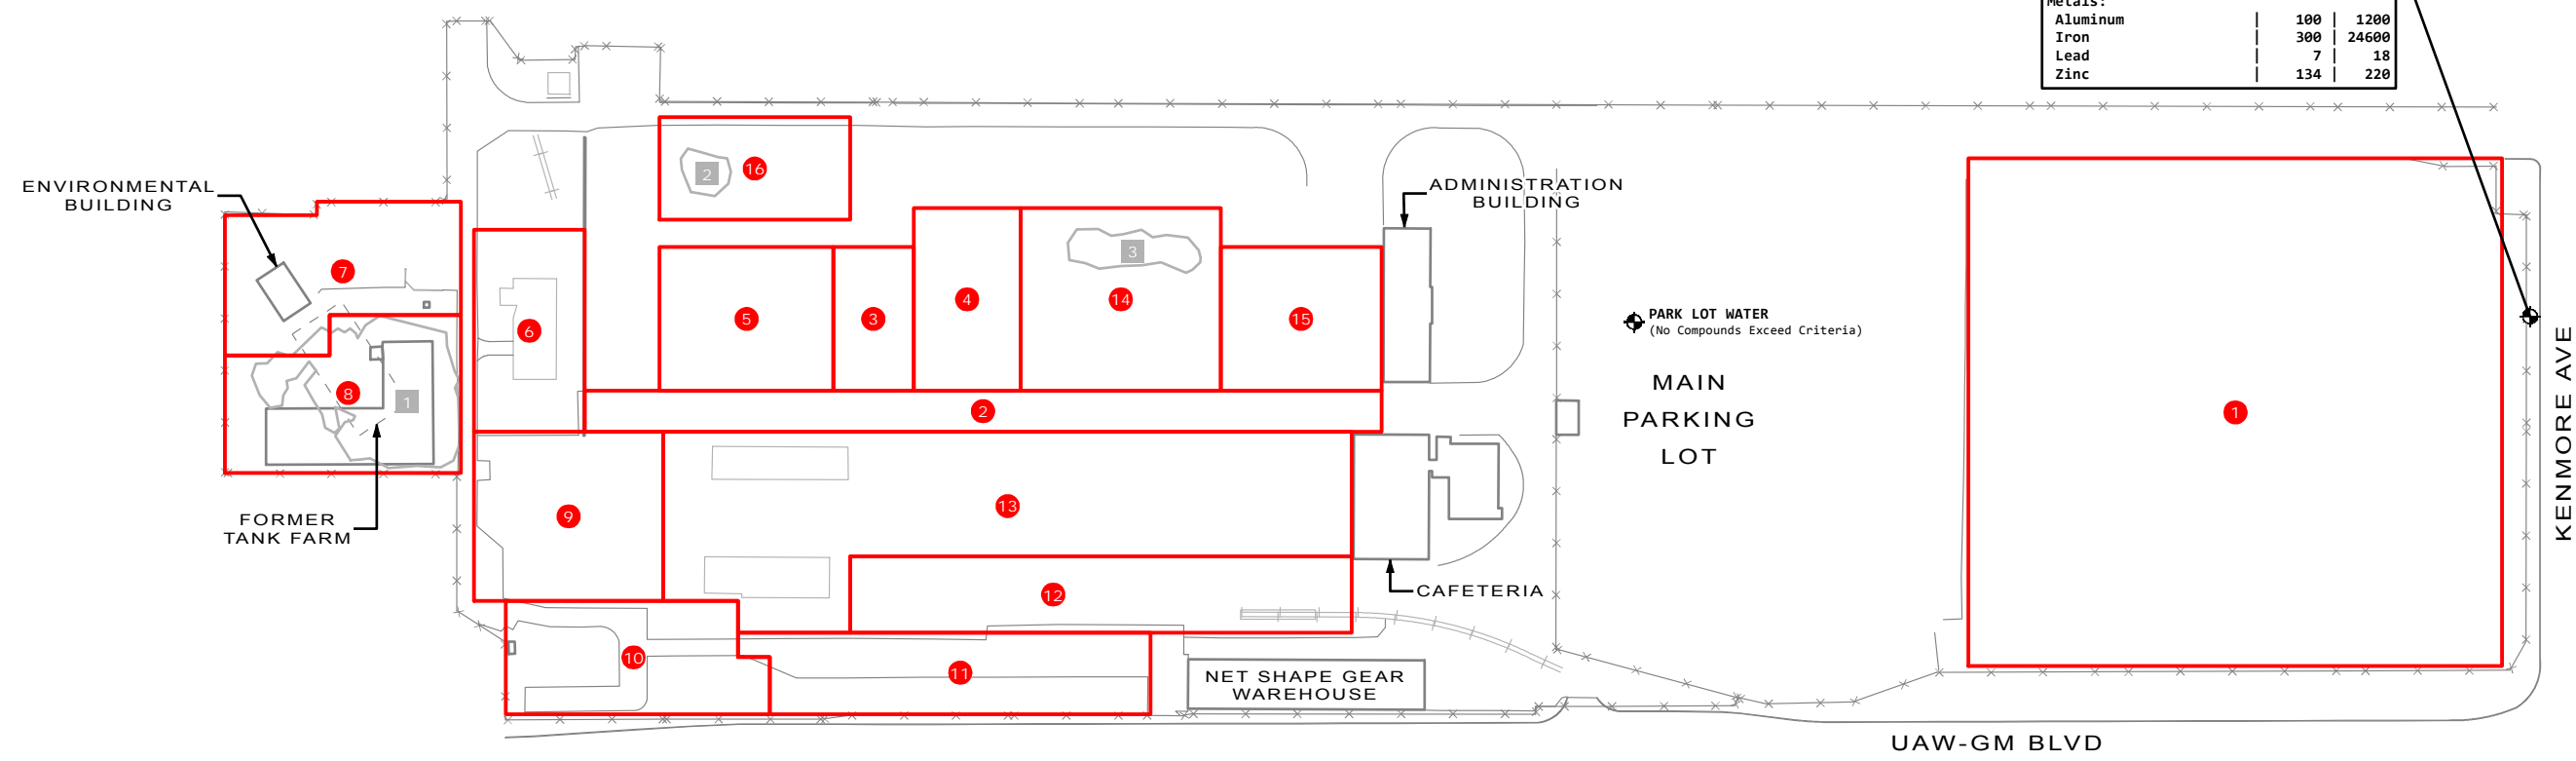 Metals:
Aluminum | 100 | 1200
Iron | 300 | 24600
Lead 7 | 18
Zinc | 134 | 220
ENVIRONMENTAL
BUILDING
2
16
ADMINISTRATION
BUILDING
7
3
6
5
3
4
14
15
PARK LOT WATER
(No Compounds Exceed Criteria)
8
1
2
MAIN
PARKING
LOT
1
KENMORE AVE
FORMER
TANK FARM
9
13
12
CAFETERIA
10
11
NET SHAPE GEAR
WAREHOUSE
UAW-GM BLVD